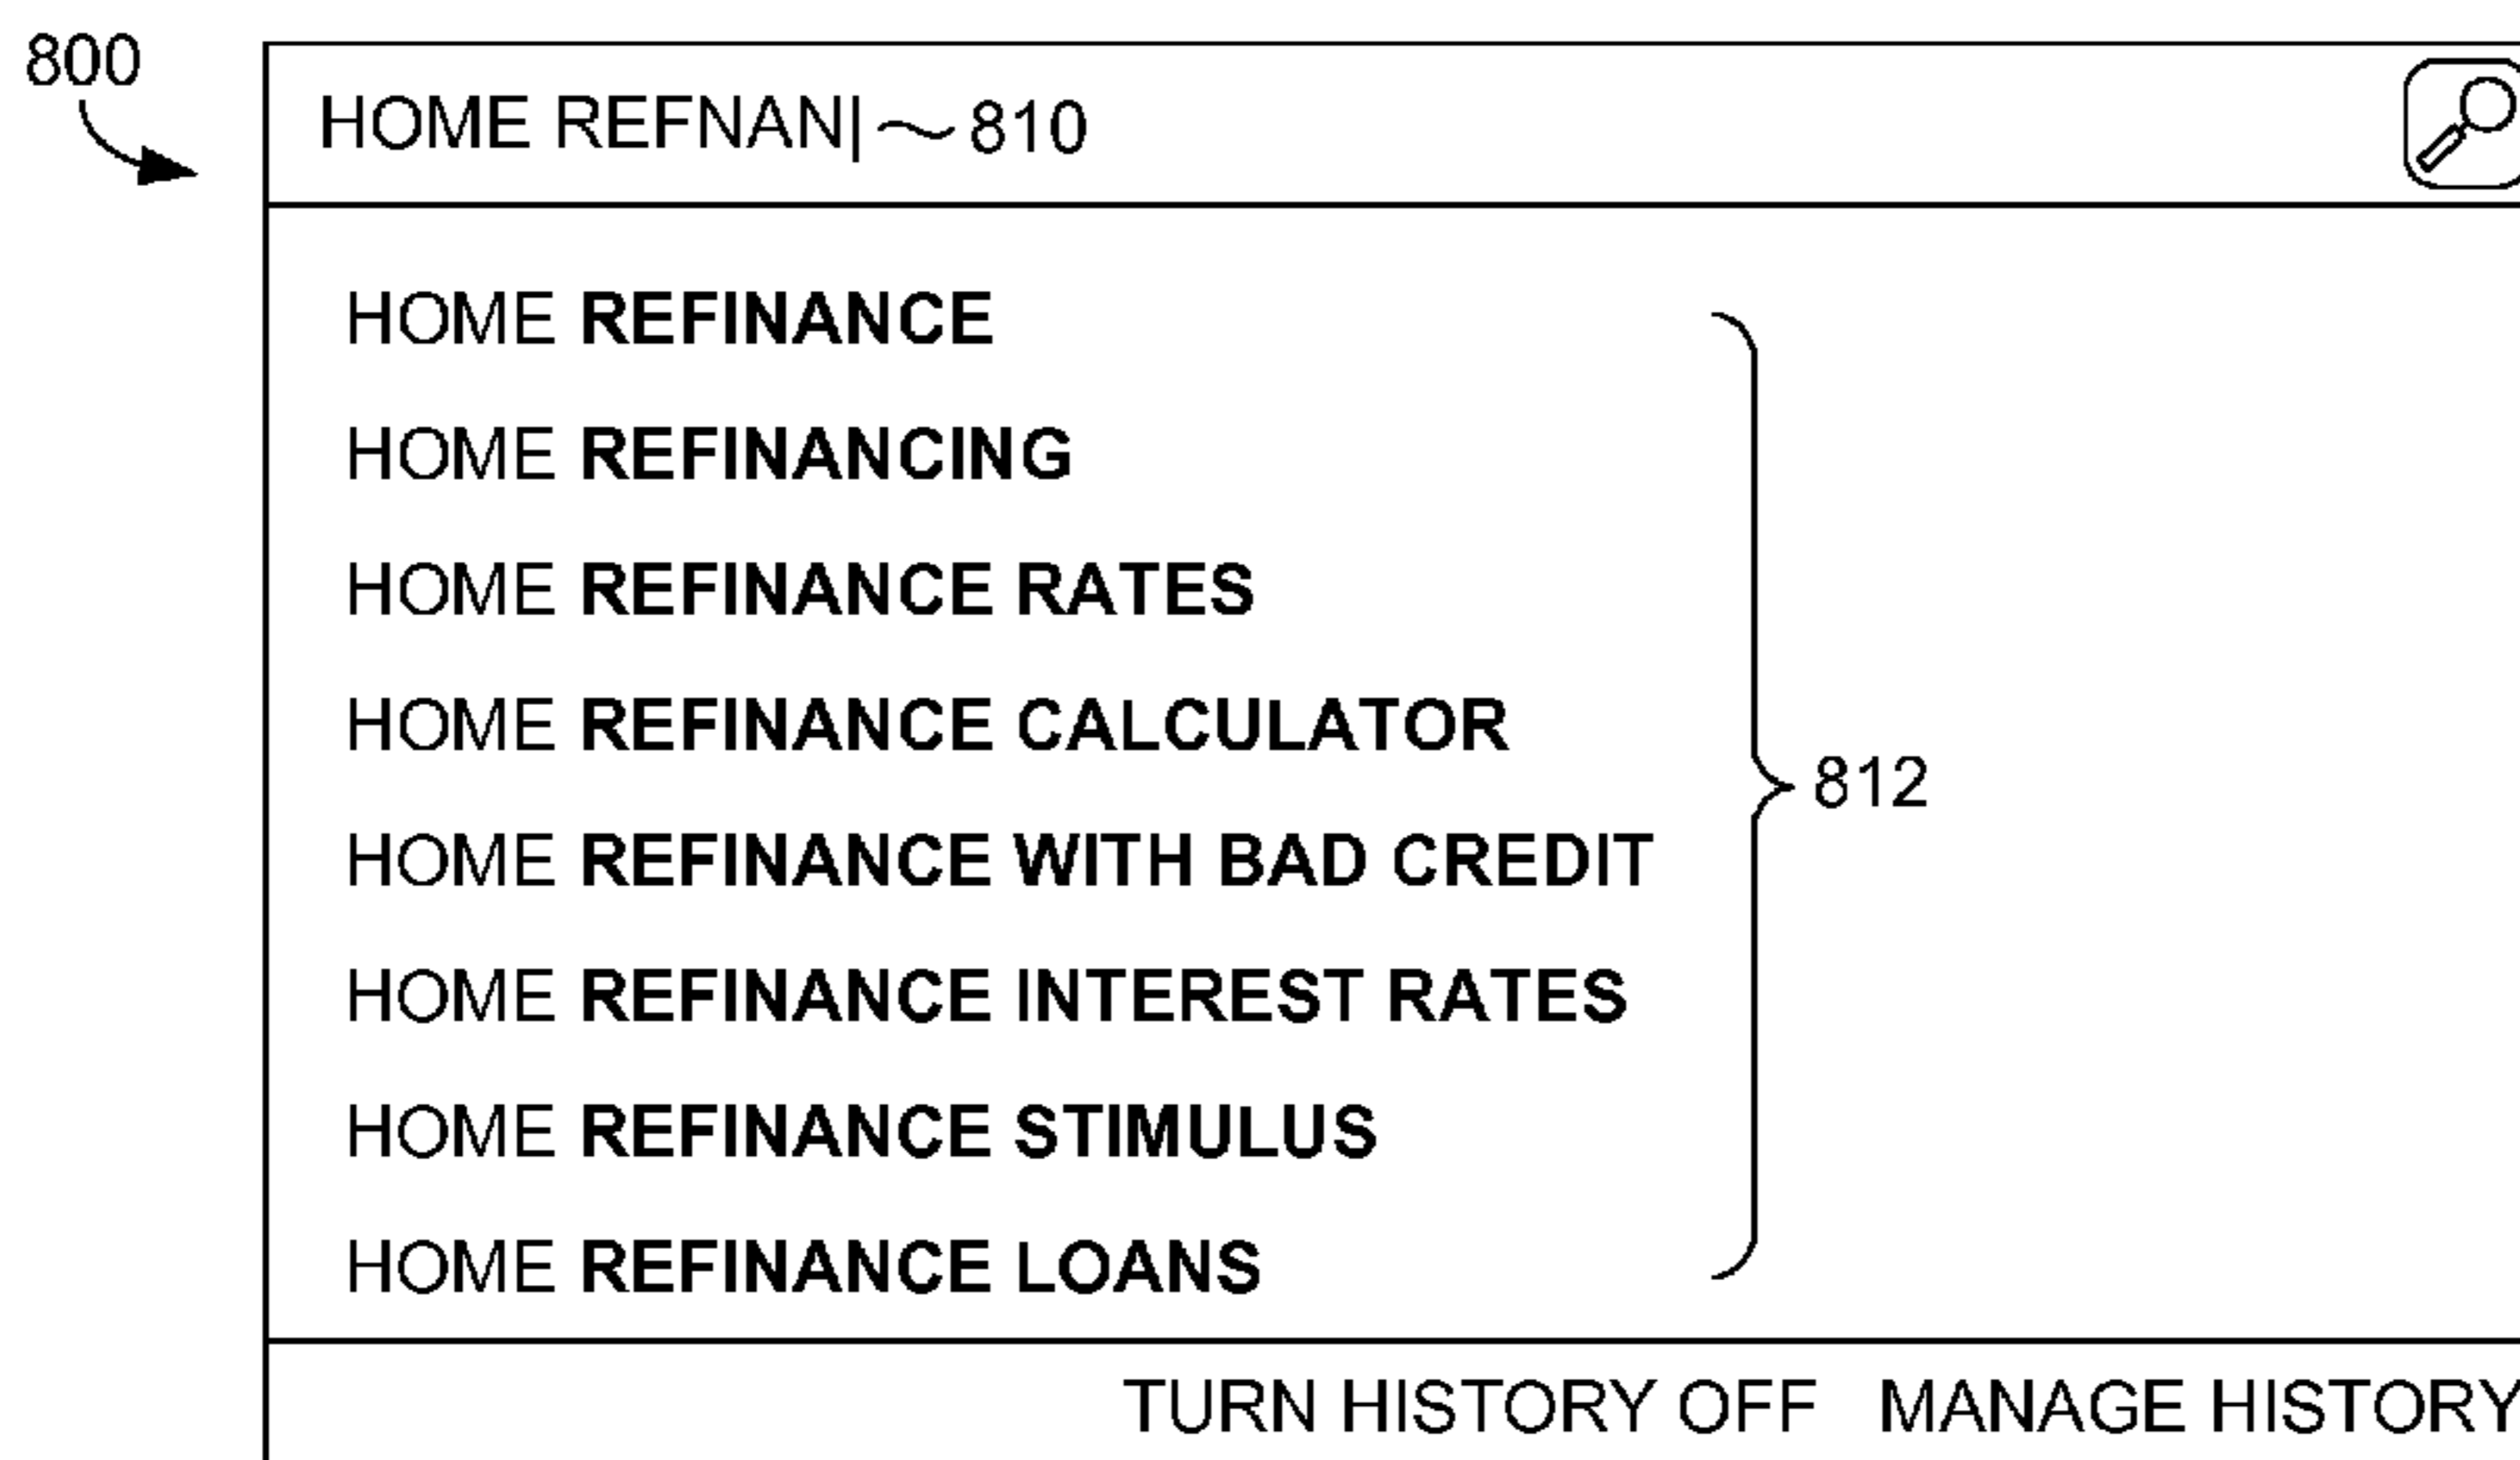 800
HOME REFNAN| ~810
HOME REFINANCE
HOME REFINANCING
HOME REFINANCE RATES
HOME REFINANCE CALCULATOR
HOME REFINANCE WITH BAD CREDIT
812
HOME REFINANCE INTEREST RATES
HOME REFINANCE STIMULUS
HOME REFINANCE LOANS
TURN HISTORY OFF MANAGE HISTORY